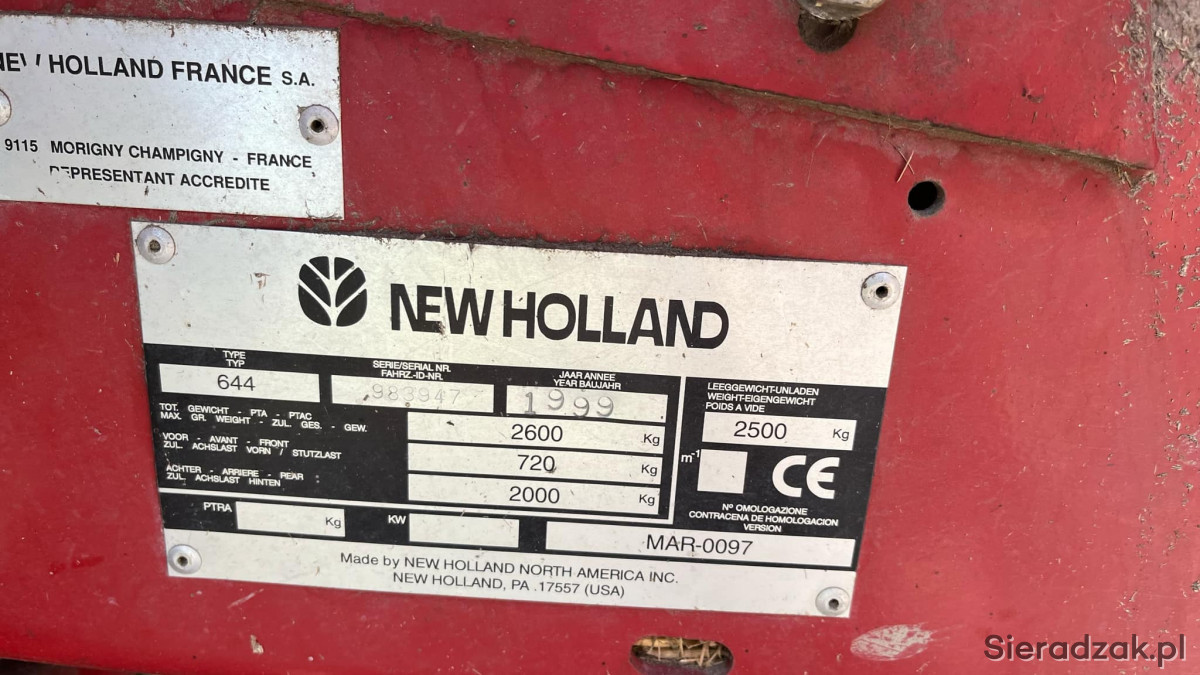 HOLLAND FRANCE S.A.
9115 MORIGNY CHAMPIGNY - FRANCE
REPRESENTANT ACCREDITE
NEW HOLLAND
TYPE
TYP
644
SERIE/SERIAL NR.
FAHRZ.-ID-NR.
983947
JAAR ANNEE
YEAR BAUJAHR
1999
TOT. GEWICHT - PTA - PTAC
MAX. GR. WEIGHT - ZUL. GES. - GEW.
2600 Kg
VOOR - AVANT - FRONT
ZUL. ACHSLAST VORN / STUTZLAST
720 Kg
ACHTER - ARRIERE - REAR
ZUL. ACHSLAST HINTEN
2000 Kg
LEEGGEWICHT-UNLADEN
WEIGHT-EIGENGEWICHT
POIDS A VIDE
2500 Kg
m-1
CE
PTRA Kg
KW
Nº OMOLOGAZIONE
CONTRACENA DE HOMOLOGACION
VERSION
MAR-0097
Made by NEW HOLLAND NORTH AMERICA INC.
NEW HOLLAND, PA .17557 (USA)
Sieradzak.pl